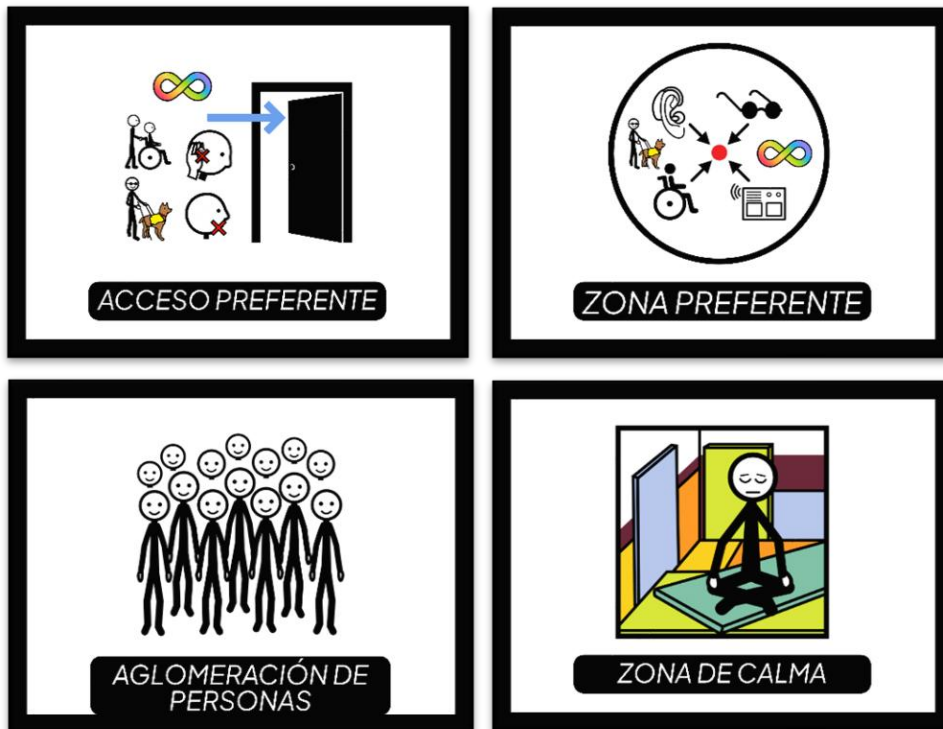 ACCESO PREFERENTE
ZONA PREFERENTE
AGLOMERACIÓN DE
PERSONAS
ZONA DE CALMA